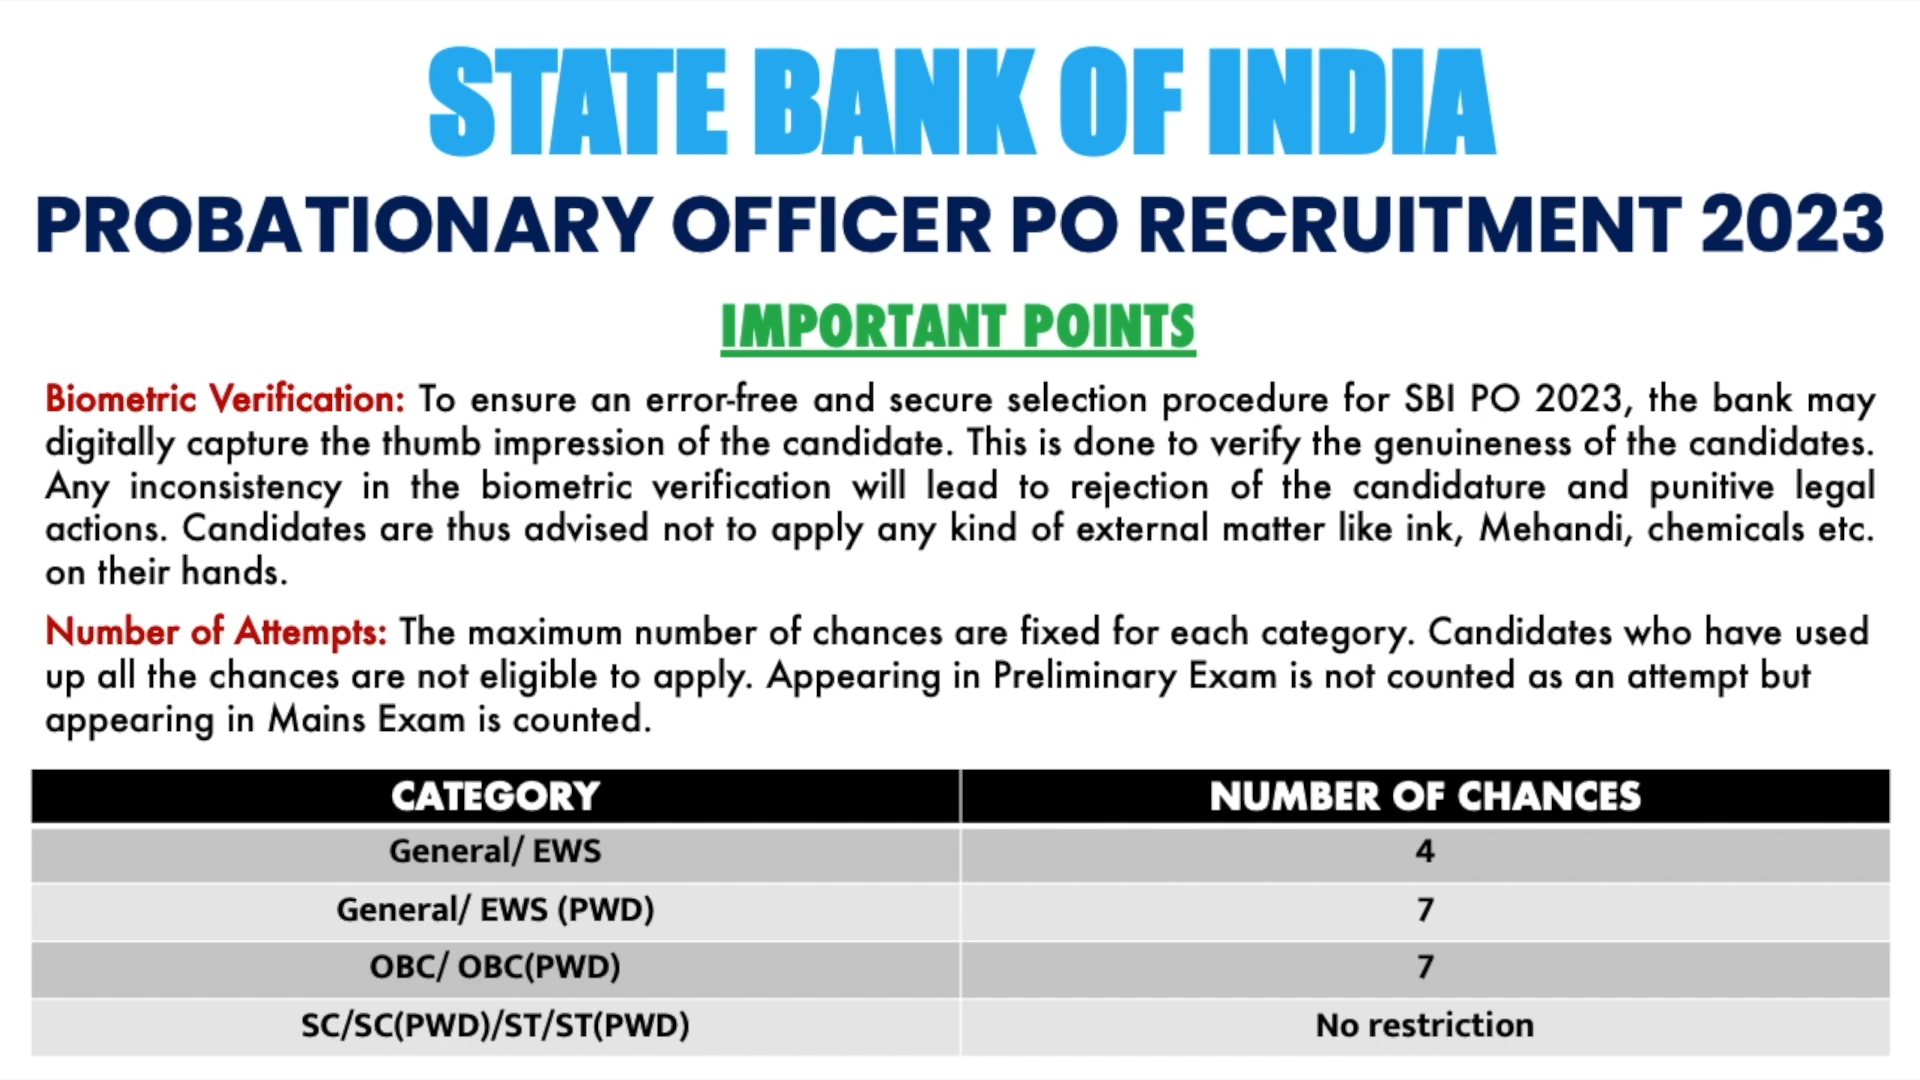 STATE BANK OF INDIA
PROBATIONARY OFFICER PO RECRUITMENT 2023
IMPORTANT POINTS
Biometric Verification: To ensure an error-free and secure selection procedure for SBI PO 2023, the bank may
digitally capture the thumb impression of the candidate. This is done to verify the genuineness of the candidates.
Any inconsistency in the biometric verification will lead to rejection of the candidature and punitive legal
actions. Candidates are thus advised not to apply any kind of external matter like ink, Mehandi, chemicals etc.
on their hands.
Number of Attempts: The maximum number of chances are fixed for each category. Candidates who have used
up all the chances are not eligible to apply. Appearing in Preliminary Exam is not counted as an attempt but
appearing in Mains Exam is counted.
CATEGORY NUMBER OF CHANCES
General/ EWS 4
General/ EWS (PWD) 7
OBC/ OBC(PWD) 7
SC/SC(PWD)/ST/ST(PWD) No restriction